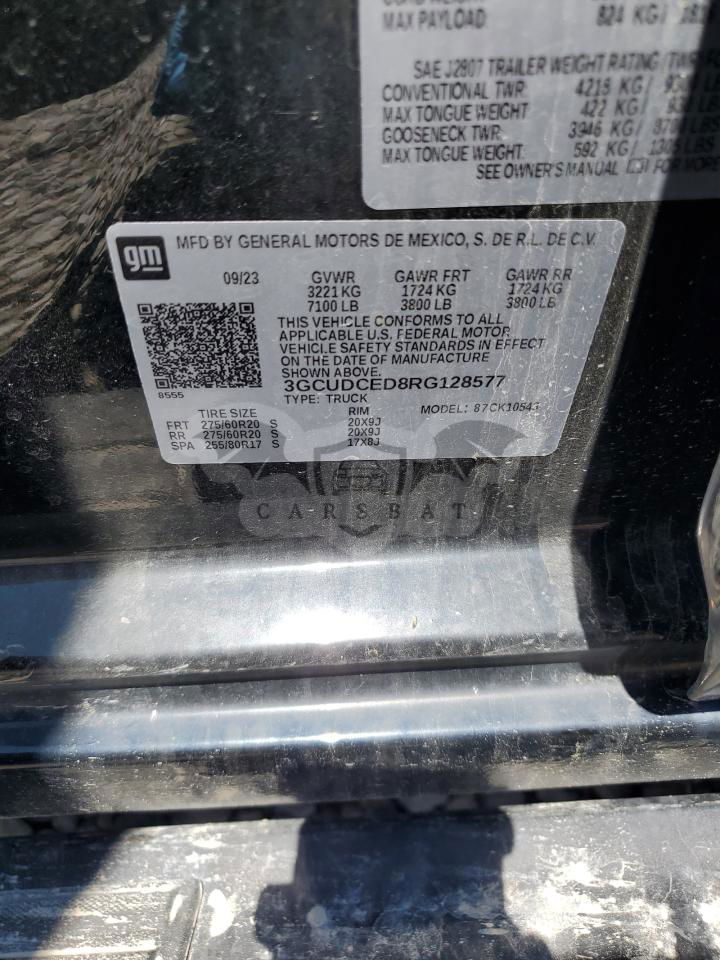 MAX PAYLOAD 824 KG/
SAE J2807 TRAILER WEIGHT RATING (TWR)
CONVENTIONAL TWR 4218 KG/
MAX TONGUE WEIGHT 422 KG/
GOOSENECK TWR: 3946 KG/
MAX TONGUE WEIGHT: 592 KG/ LBS
SEE OWNER'S MANUAL FOR MORE
gm
MFD BY GENERAL MOTORS DE MEXICO, S. DE R.L. DE C.V.
09/23 GVWR GAWR FRT GAWR RR
3221 KG 1724 KG 1724 KG
7100 LB 3800 LB 3800 LB
THIS VEHICLE CONFORMS TO ALL
APPLICABLE U.S. FEDERAL MOTOR
VEHICLE SAFETY STANDARDS IN EFFECT
ON THE DATE OF MANUFACTURE
SHOWN ABOVE.
3GCUDCED8RG128577
8555
TYPE: TRUCK MODEL: 87CK10543
TIRE SIZE RIM
FRT 275/60R20 S 20X9J
RR 275/60R20 S 20X9J
SPA 255/80R17 S 17X8J
CARSBAT